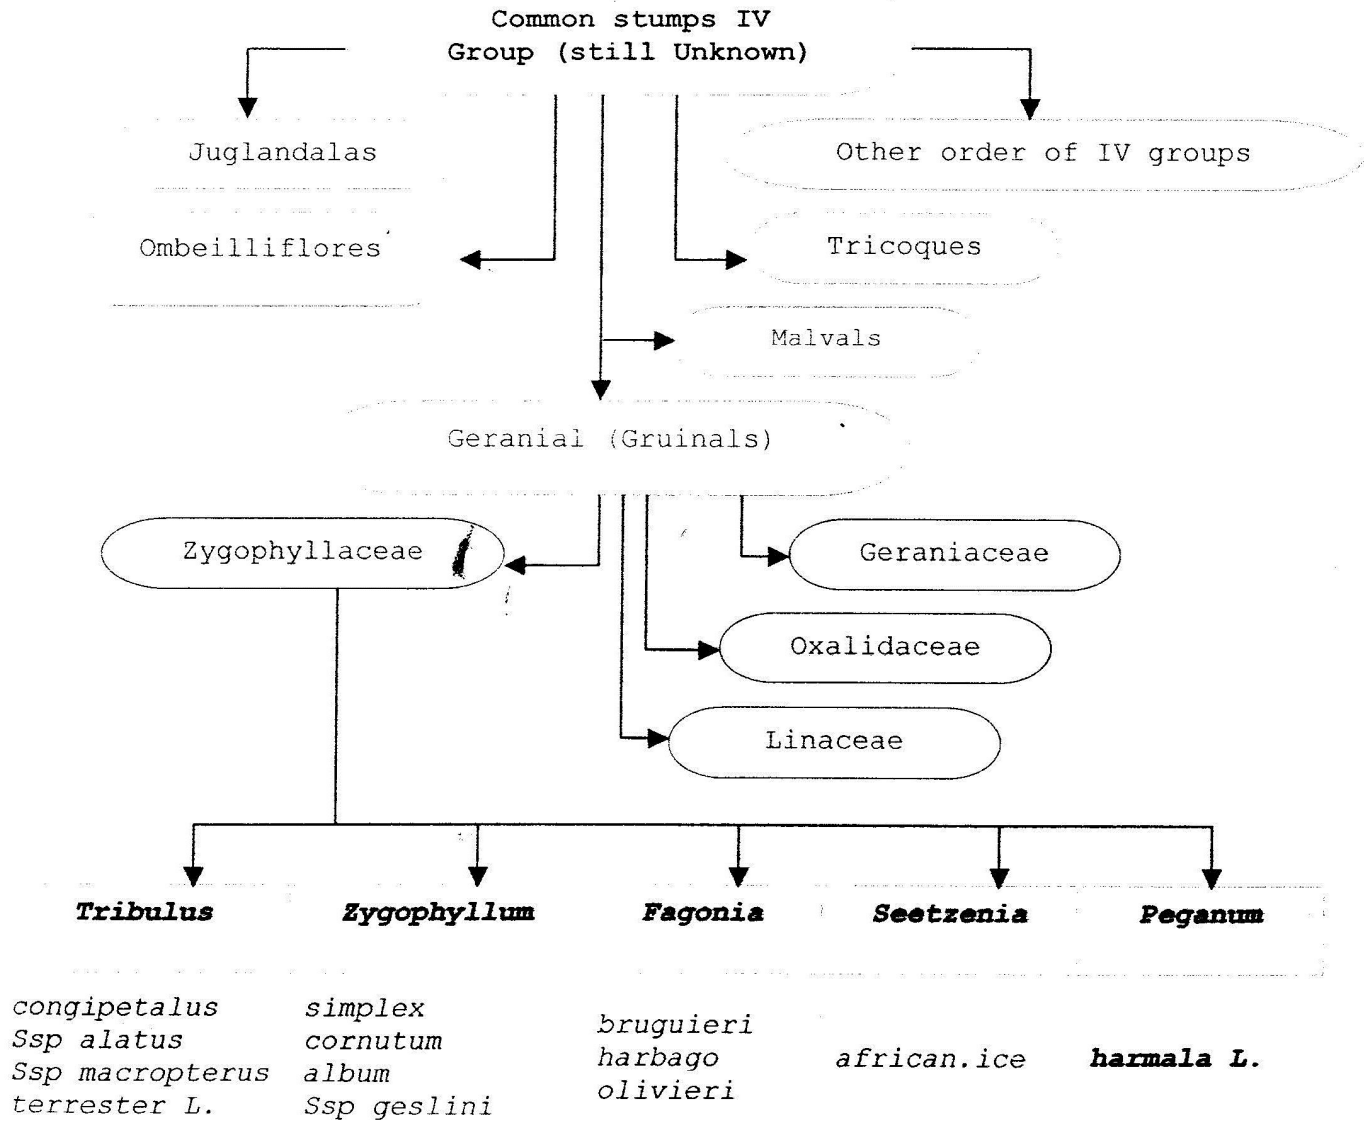 Common stumps IV
Group (still Unknown)
Juglandalas
Other order of IV groups
Ombeilliflores
Tricoques
Malvals
Geranial (Gruinals)
Zygophyllaceae
Geraniaceae
Oxalidaceae
Linaceae
Tribulus
Zygophyllum
Fagonia
Seetzenia
Peganum
congipetalus
Ssp alatus
Ssp macropterus
terrester L.
simplex
cornutum
album
Ssp geslini
bruguieri
harbago
olivieri
african.ice
harmala L.